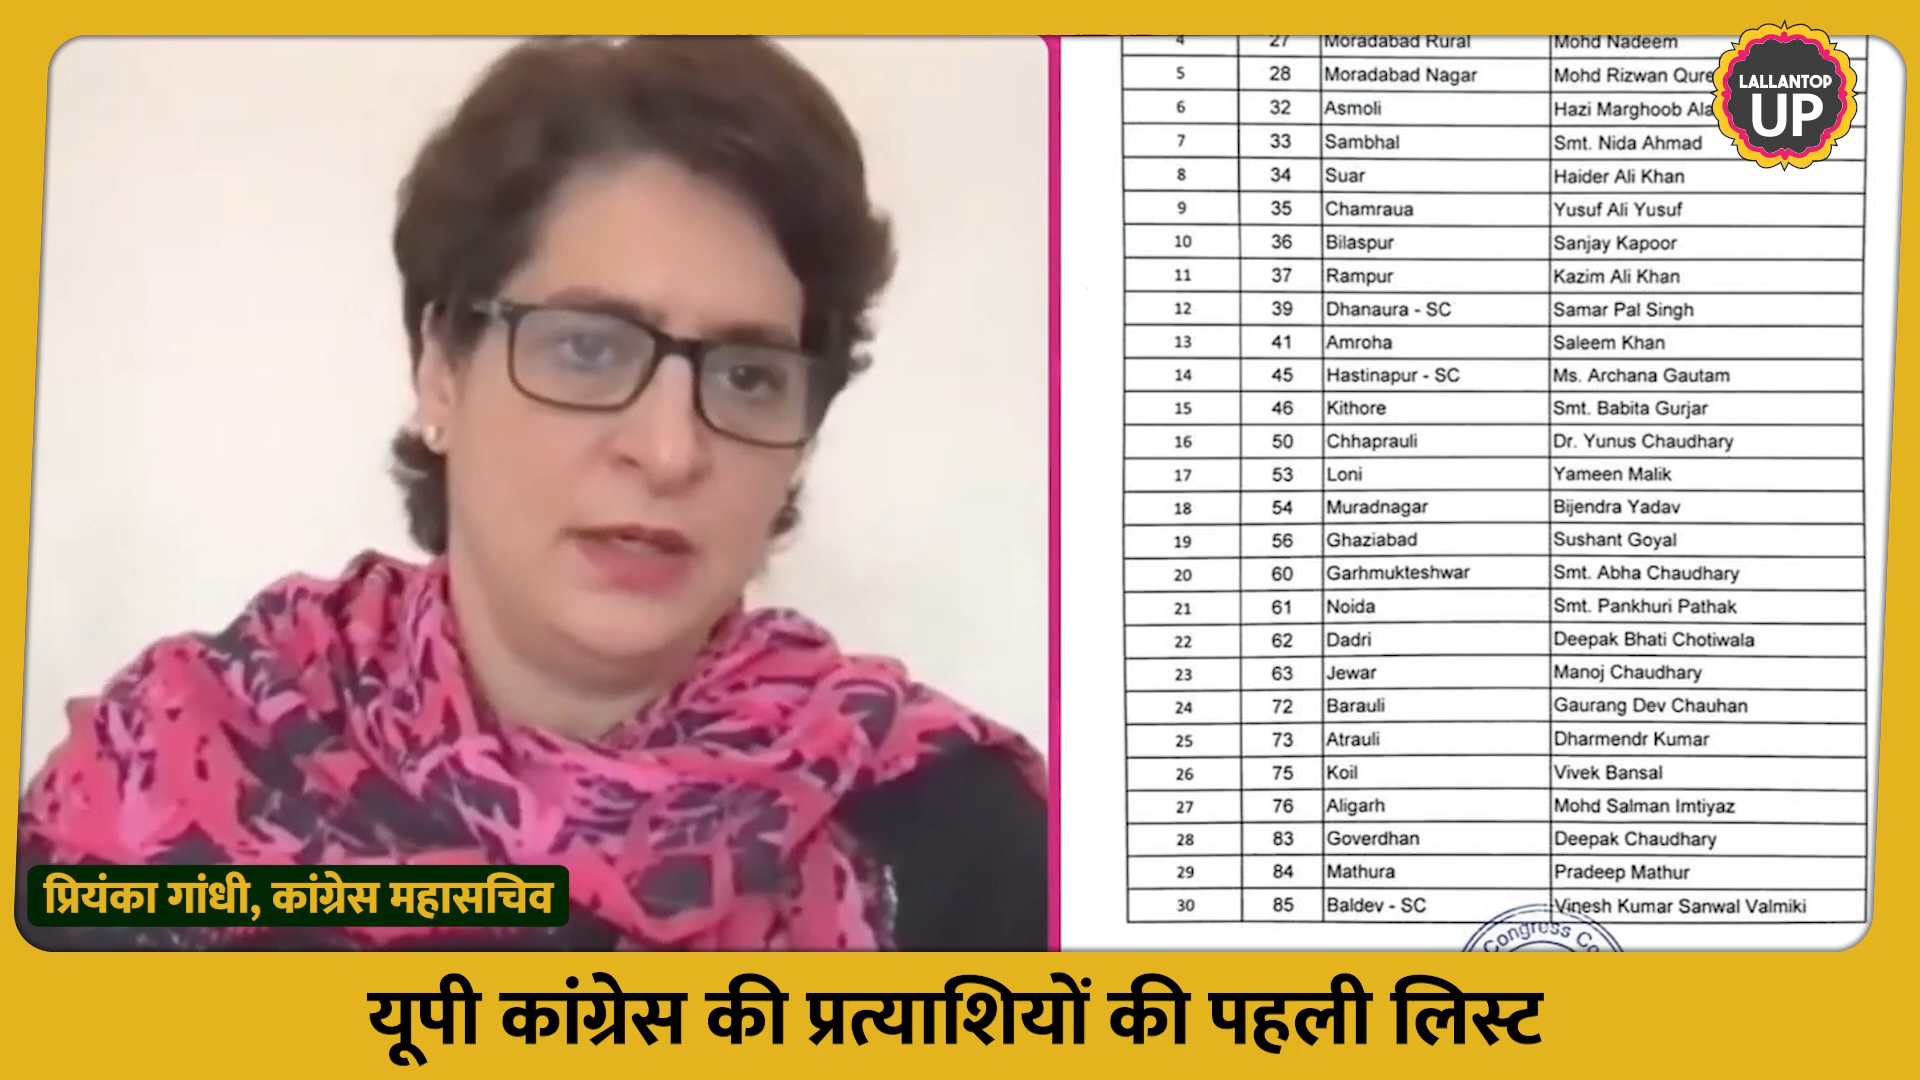 4 27 Moradabad Rural Mohd Nadeem
5 28 Moradabad Nagar Mohd Rizwan
6 32 Asmoli Hazi Marghoob
7 33 Sambhal Smt. Nida Ahmad
8 34 Suar Haider Ali Khan
9 35 Chamraua Yusuf Ali Yusuf
10 36 Bilaspur Sanjay Kapoor
11 37 Rampur Kazim Ali Khan
12 39 Dhanaura - SC Samar Pal Singh
13 41 Amroha Saleem Khan
14 45 Hastinapur - SC Ms. Archana Gautam
15 46 Kithore Smt. Babita Gurjar
16 50 Chhaprauli Dr. Yunus Chaudhary
17 53 Loni Yameen Malik
18 54 Muradnagar Bijendra Yadav
19 56 Ghaziabad Sushant Goyal
20 60 Garhmukteshwar Smt. Abha Chaudhary
21 61 Noida Smt. Pankhuri Pathak
22 62 Dadri Deepak Bhati Chotiwala
23 63 Jewar Manoj Chaudhary
24 72 Barauli Gaurang Dev Chauhan
25 73 Atrauli Dharmendr Kumar
26 75 Koil Vivek Bansal
27 76 Aligarh Mohd Salman Imtiyaz
28 83 Goverdhan Deepak Chaudhary
29 84 Mathura Pradeep Mathur
30 85 Baldev - SC Vinesh Kumar Sanwal Valmiki
Congress
LALLANTOP
UP
प्रियंका गांधी, कांग्रेस महासचिव
यूपी कांग्रेस की प्रत्याशियों की पहली लिस्ट